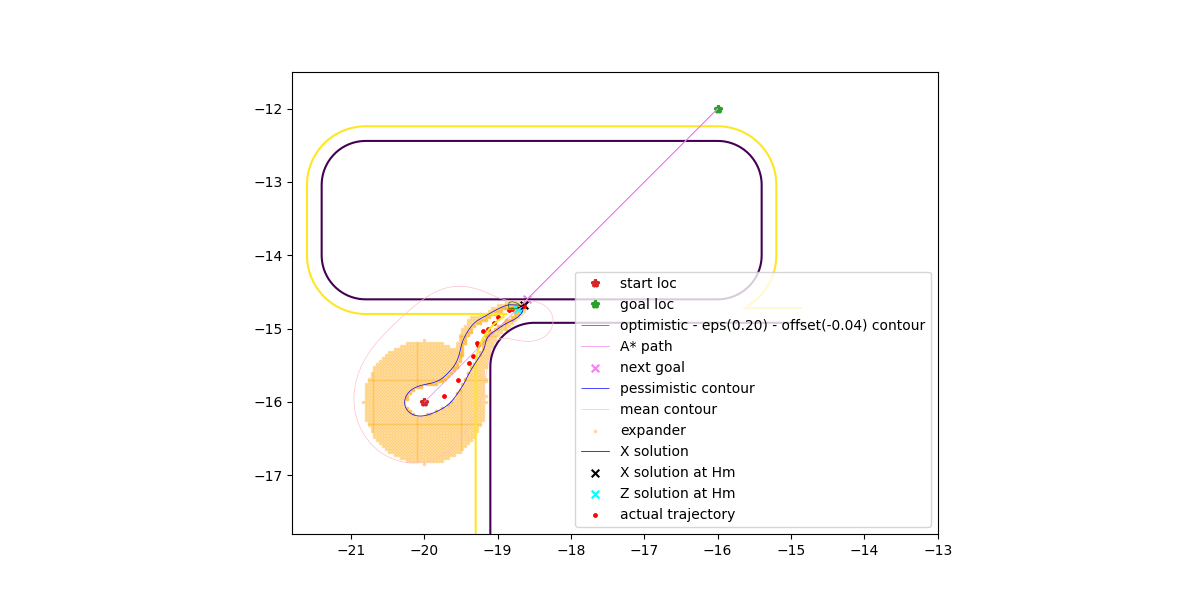 −12
−13
−14
−15
−16
−17
start loc
goal loc
optimistic - eps(0.20) - offset(-0.04) contour
A* path
next goal
pessimistic contour
mean contour
expander
X solution
X solution at Hm
Z solution at Hm
actual trajectory
−21 −20 −19 −18 −17 −16 −15 −14 −13